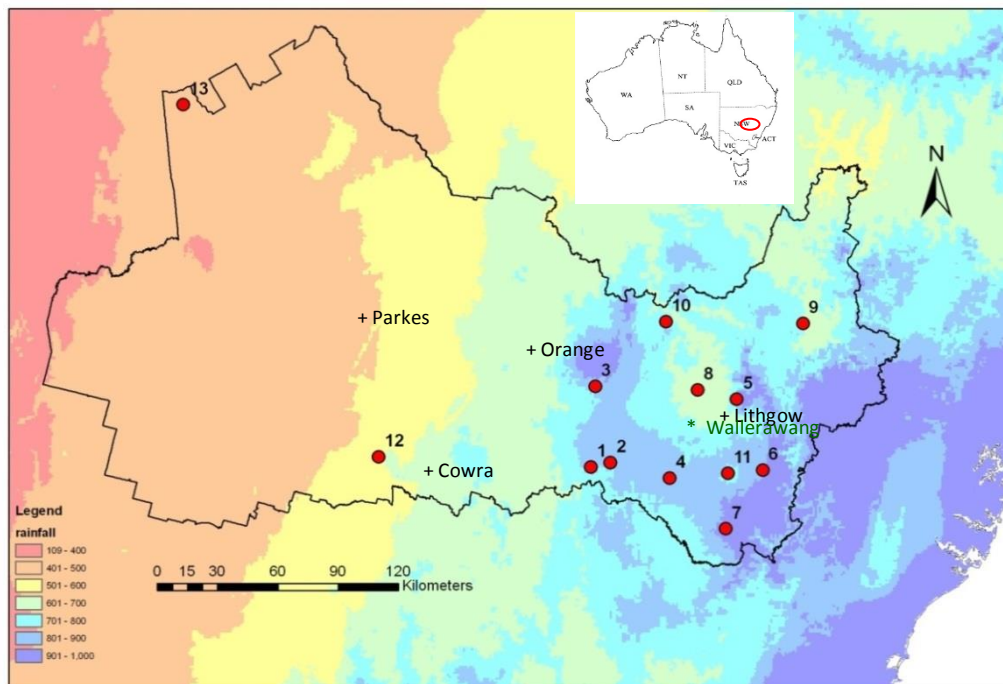 13
WA
NT
QLD
SA
NSW
ACT
VIC
TAS
N
+ Parkes
10
9
+ Orange
3
8
5
+ Lithgow
* Wallerawang
12
+ Cowra
1
2
4
11
6
7
Legend
rainfall
109 - 400
401 - 500
501 - 600
601 - 700
701 - 800
801 - 900
901 - 1,000
0 15 30 60 90 120
Kilometers